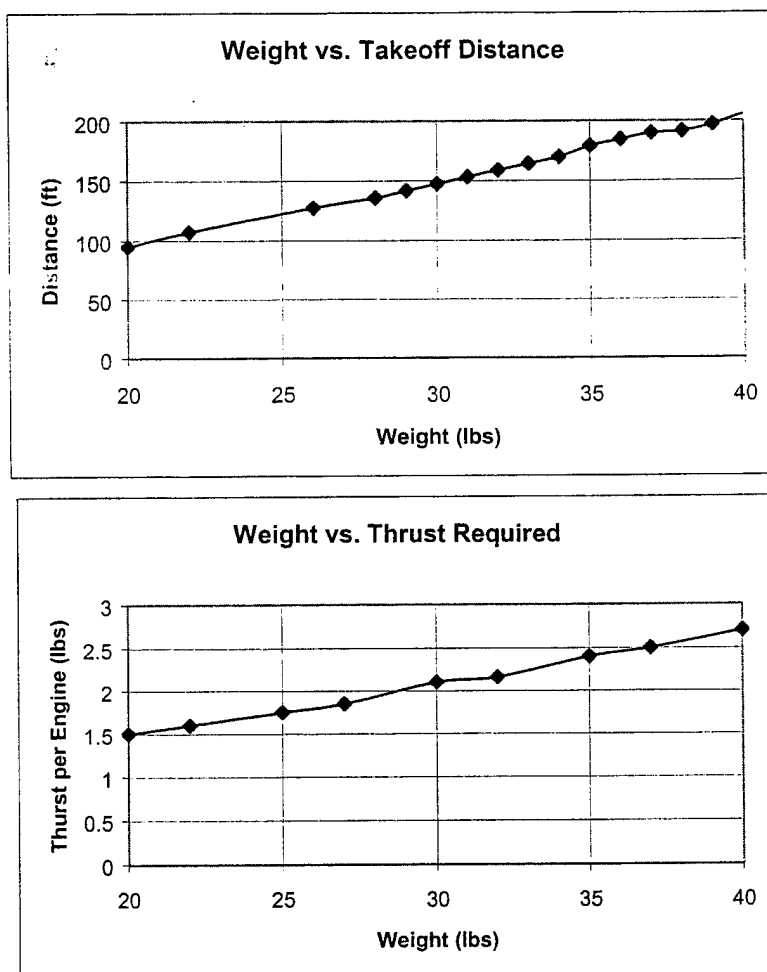 Weight vs. Takeoff Distance
Distance (ft)
200
150
100
50
0
20 25 30 35 40
Weight (lbs)
Weight vs. Thrust Required
Thurst per Engine (lbs)
3
2.5
2
1.5
1
0.5
0
20 25 30 35 40
Weight (lbs)